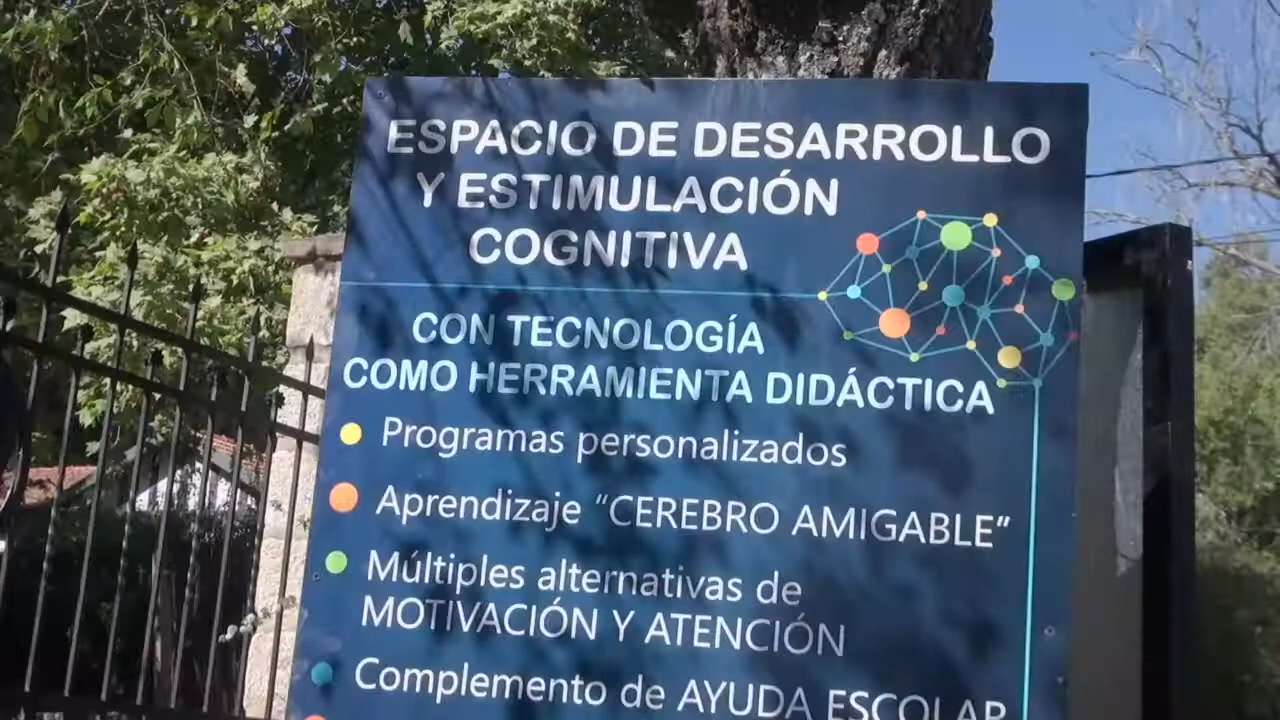 ESPACIO DE DESARROLLO
Y ESTIMULACIÓN
COGNITIVA
CON TECNOLOGÍA
COMO HERRAMIENTA DIDÁCTICA
Programas personalizados
Aprendizaje “CEREBRO AMIGABLE”
Múltiples alternativas de
MOTIVACIÓN Y ATENCIÓN
Complemento de AYUDA ESCOLAR